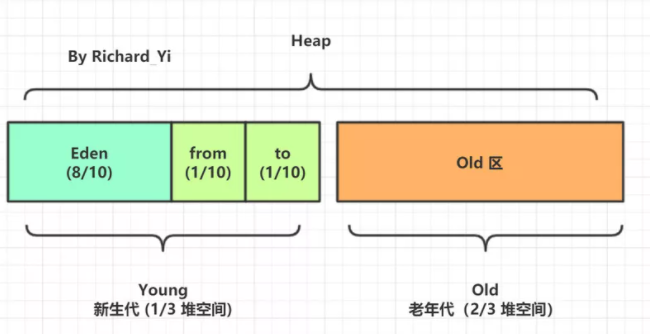 Heap
By Richard_Yi
Eden
(8/10)
from
(1/10)
to
(1/10)
Old 区
Young
新生代 (1/3 堆空间)
Old
老年代（2/3 堆空间）